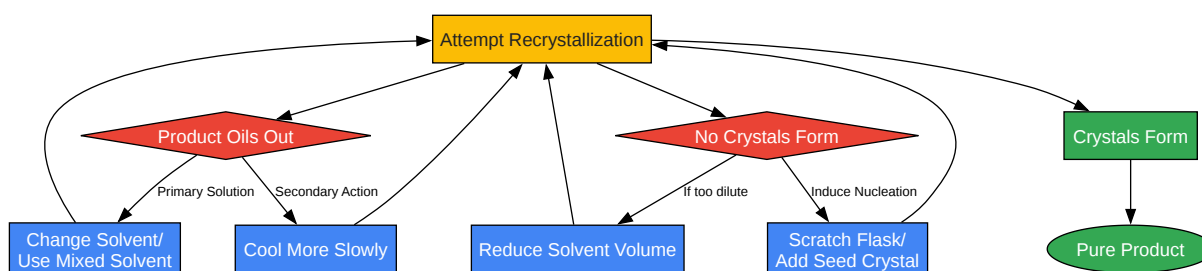 Attempt Recrystallization
Product Oils Out
No Crystals Form
Crystals Form
Primary Solution
Secondary Action
If too dilute
Induce Nucleation
Change Solvent/
Use Mixed Solvent
Cool More Slowly
Reduce Solvent Volume
Scratch Flask/
Add Seed Crystal
Pure Product